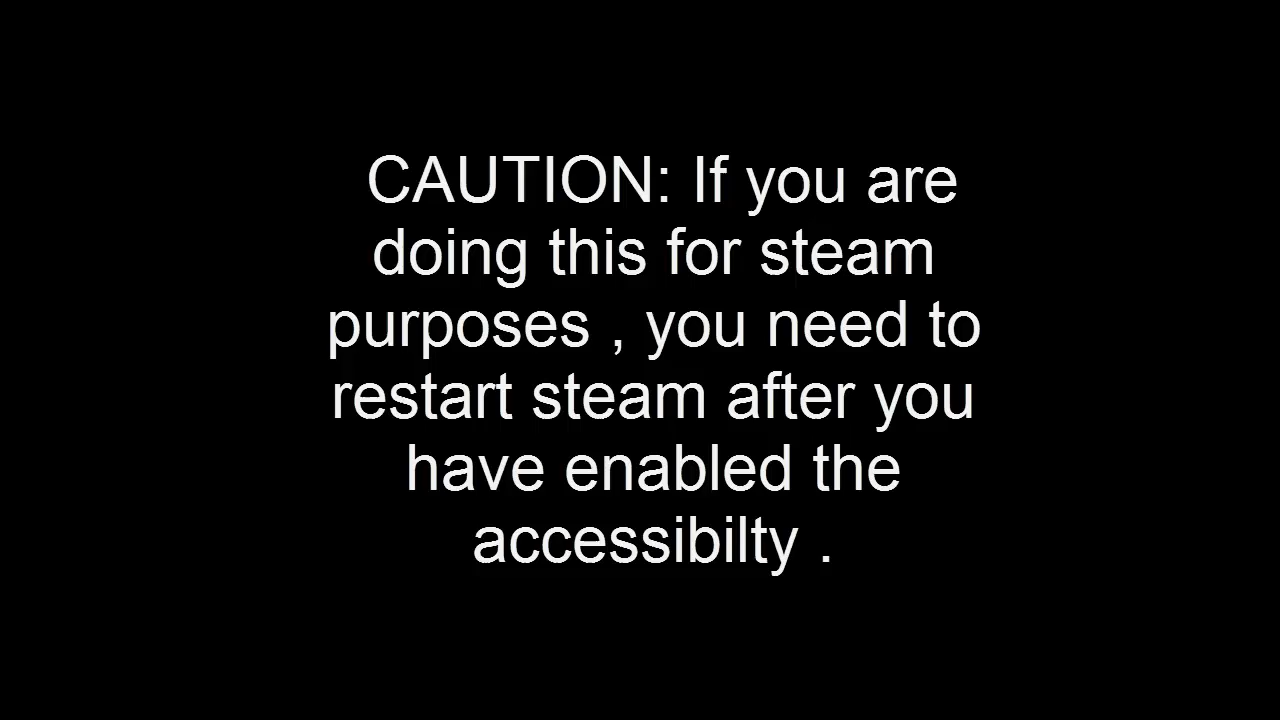 CAUTION: If you are
doing this for steam
purposes , you need to
restart steam after you
have enabled the
accessibilty .